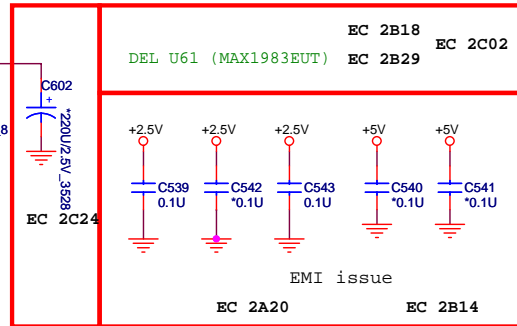 EC 2B18
EC 2C02
DEL U61 (MAX1983EUT)
EC 2B29
C602
+
*220U/2.5V_3528
8
EC 2C24
+2.5V
+2.5V
+2.5V
+5V
+5V
C539
0.1U
C542
*0.1U
C543
0.1U
C540
*0.1U
C541
*0.1U
EMI issue
EC 2A20
EC 2B14